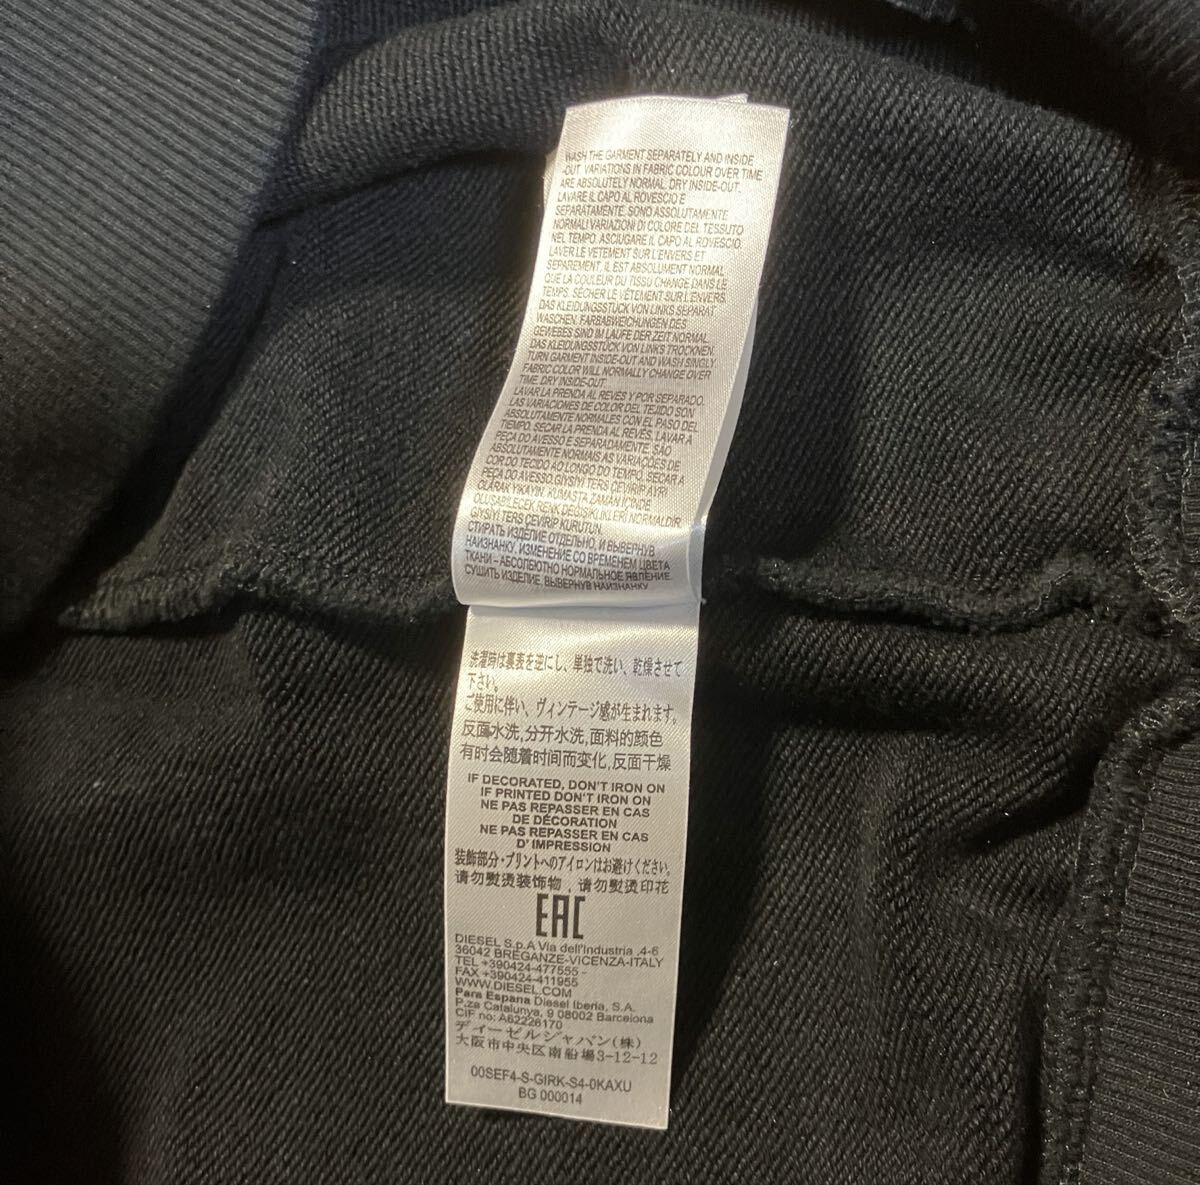 WASH THE GARMENT SEPARATELY AND INSIDE
-OUT. VARIATIONS IN FABRIC COLOUR OVER TIME
ARE ABSOLUTELY NORMAL. DRY INSIDE-OUT.
LAVARE IL CAPO AL ROVESCIO E
SEPARATAMENTE. SONO ASSOLUTAMENTE
NORMALI VARIAZIONI DI COLORE DEL TESSUTO
NEL TEMPO. ASCIUGARE IL CAPO AL ROVESCIO.
LAVER LE VETEMENT SUR L'ENVERS ET
SEPAREMENT, IL EST ABSOLUMENT NORMAL
QUE LA COULEUR DU TISSU CHANGE DANS LE
TEMPS. SÉCHER LE VÊTEMENT SUR L'ENVERS.
DAS KLEIDUNGSSTÜCK VON LINKS SEPARAT
WASCHEN. FARBABWEICHUNGEN DES
GEWEBES SIND IM LAUFE DER ZEIT NORMAL.
DAS KLEIDUNGSSTÜCK VON LINKS TROCKNEN.
TURN GARMENT INSIDE-OUT AND WASH SINGLY.
FABRIC COLOR WILL NORMALLY CHANGE OVER
TIME. DRY INSIDE-OUT.
LAVAR LA PRENDA AL REVÉS Y POR SEPARADO.
LAS VARIACIONES DE COLOR DEL TEJIDO SON
ABSOLUTAMENTE NORMALES CON EL PASO DEL
TIEMPO. SECAR LA PRENDA AL REVÉS. LAVAR A
PEÇA DO AVESSO E SEPARADAMENTE. SÃO
ABSOLUTAMENTE NORMAIS AS VARIAÇÕES DE
COR DO TECIDO AO LONGO DO TEMPO. SECAR A
PEÇA DO AVESSO.GIYSIYI TERS ÇEVIRIP AYRI
OLARAK YIKAYIN. KUMASTA ZAMAN IÇINDE
OLUSABILECEK RENK DEGISIKLIKLERI NORMALDIR.
GIYSIYI TERS ÇEVIRIP KURUTUN.
СТИРАТЬ ИЗДЕЛИЕ ОТДЕЛЬНО, И ВЫВЕРНУВ
НАИЗНАНКУ. ИЗМЕНЕНИЕ СО ВРЕМЕНЕМ ЦВЕТА
ТКАНИ – АБСОЛЮТНО НОРМАЛЬНОЕ ЯВЛЕНИЕ.
СУШИТЬ ИЗДЕЛИЕ, ВЫВЕРНУВ НАИЗНАНКУ
洗濯時は裏表を逆にし、単独で洗い、乾燥させて
下さい。
ご使用に伴い、ヴィンテージ感が生まれます。
反面水洗,分开水洗,面料的颜色
有时会随着时间而变化,反面干燥
IF DECORATED, DON'T IRON ON
IF PRINTED DON'T IRON ON
NE PAS REPASSER EN CAS
DE DÉCORATION
NE PAS REPASSER EN CAS
D' IMPRESSION
装飾部分・プリントへのアイロンはお避けください。
请勿熨烫装饰物，请勿熨烫印花
EAC
DIESEL S.p.A Via dell'Industria ,4-6
36042 BREGANZE-VICENZA-ITALY
TEL +390424-477555 -
FAX +390424-411955
WWW.DIESEL.COM
Para Espana Diesel Iberia, S.A.
P.za Catalunya, 9 08002 Barcelona
CIF no: A62226170
ディーゼルジャパン(株)
大阪市中央区南船場3-12-12
00SEF4-S-GIRK-S4-0KAXU
BG 000014